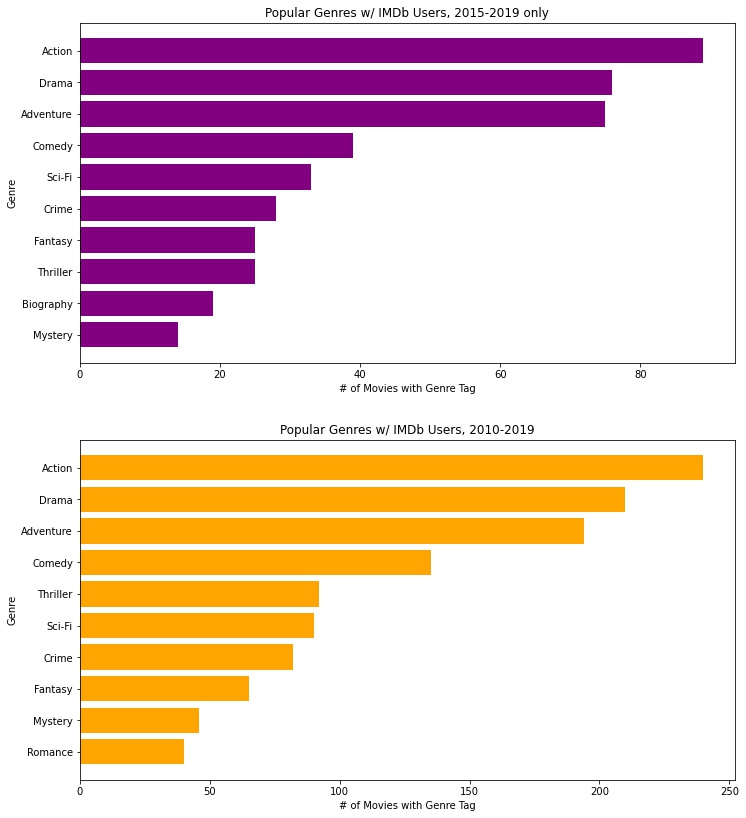 Popular Genres w/ IMDb Users, 2015-2019 only
Genre
Action
Drama
Adventure
Comedy
Sci-Fi
Crime
Fantasy
Thriller
Biography
Mystery
0 20 40 60 80
# of Movies with Genre Tag
Popular Genres w/ IMDb Users, 2010-2019
Genre
Action
Drama
Adventure
Comedy
Thriller
Sci-Fi
Crime
Fantasy
Mystery
Romance
0 50 100 150 200 250
# of Movies with Genre Tag